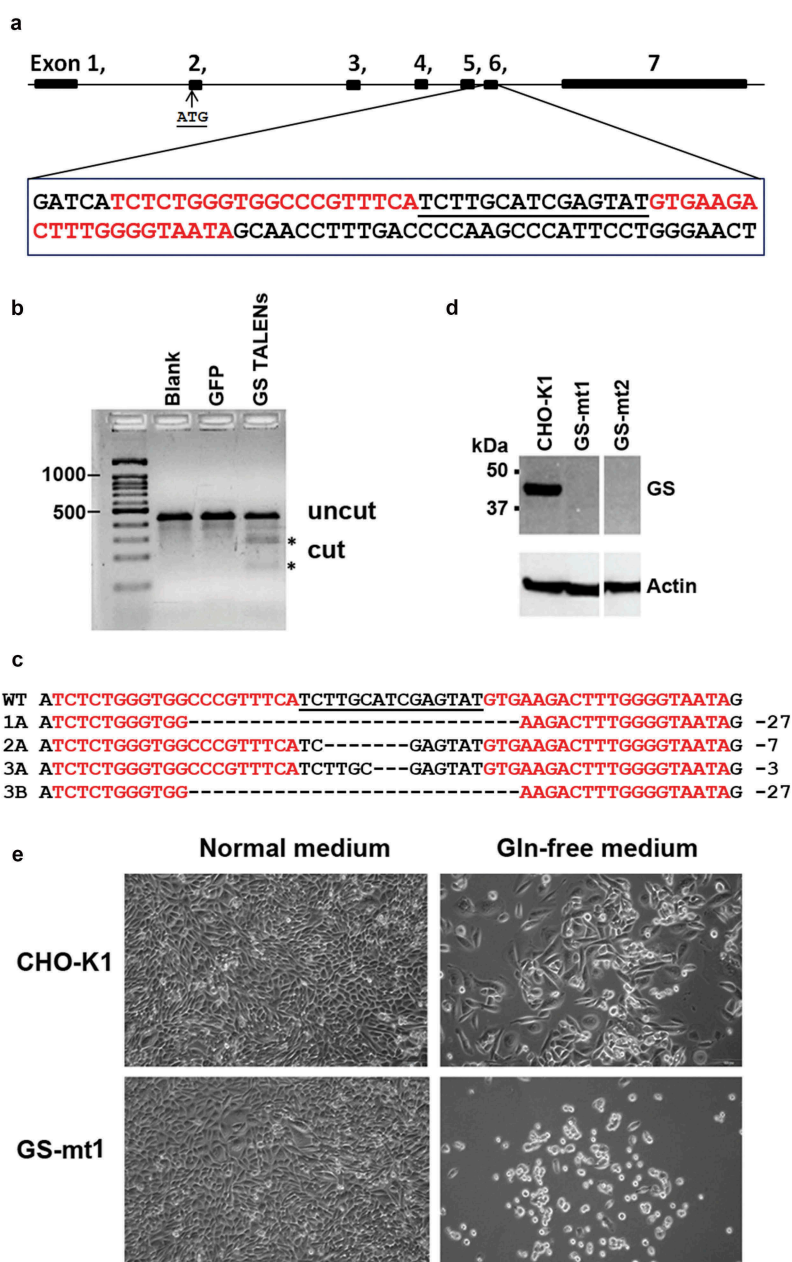 a
Exon 1, 2, 3, 4, 5, 6, 7
ATG
GATCATCTCTGGGTGGCCCGTTTCATCTTGCATCGAGTATGTGAAGA
CTTTGGGGTAATAGCAACCTTTGACCCCAAGCCCATTCCTGGGAACT
b
Blank
GFP
GS TALENs
1000
500
uncut
*
cut
*
d
CHO-K1
GS-mt1
GS-mt2
kDa
50
37
GS
Actin
c
WT ATCTCTGGGTGGCCCGTTTCATCTTGCATCGAGTATGTGAAGACTTTGGGGTAATAG
1A ATCTCTGGGTGG---------------------------AAGACTTTGGGGTAATAG -27
2A ATCTCTGGGTGGCCCGTTTCATC-------GAGTATGTGAAGACTTTGGGGTAATAG -7
3A ATCTCTGGGTGGCCCGTTTCATCTTGC---GAGTATGTGAAGACTTTGGGGTAATAG -3
3B ATCTCTGGGTGG---------------------------AAGACTTTGGGGTAATAG -27
e
Normal medium
Gln-free medium
CHO-K1
GS-mt1